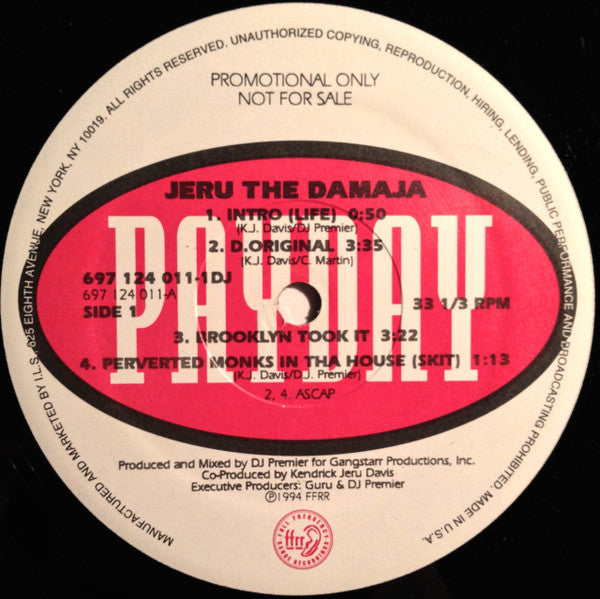 PROMOTIONAL ONLY
NOT FOR SALE
PAYDAY
JERU THE DAMAJA
1. INTRO (LIFE) 0:50
(K.J. Davis/DJ Premier)
2. D.ORIGINAL 3:35
(K.J. Davis/C. Martin)
697 124 011-1DJ
697 124 011-A
SIDE 1
33 1/3 RPM
3. BROOKLYN TOOK IT 3:22
4. PERVERTED MONKS IN THA HOUSE (SKIT) 1:13
(K.J. Davis/D.J. Premier)
2, 4. ASCAP
Produced and Mixed by DJ Premier for Gangstarr Productions, Inc.
Co-Produced by Kendrick Jeru Davis
Executive Producers: Guru & DJ Premier
℗1994 FFRR
FULL FREQUENCY
ffrr
RANGE RECORDINGS
MANUFACTURED AND MARKETED BY I.L.S. 825 EIGHTH AVENUE, NEW YORK, NY 10019. ALL RIGHTS RESERVED. UNAUTHORIZED COPYING, REPRODUCTION, HIRING, LENDING, PUBLIC PERFORMANCE AND BROADCASTING PROHIBITED. MADE IN U.S.A.